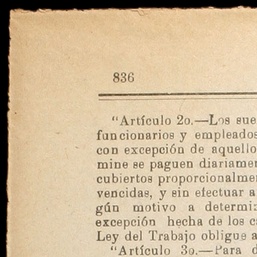 836
"Artículo 2o.—Los sue
funcionarios y empleados
con excepción de aquello
mine se paguen diariamen
cubiertos proporcionalme
vencidas, y sin efectuar a
gún motivo a determi
excepción hecha de los c
Ley del Trabajo obligue a
"Artículo 3o.—Para d